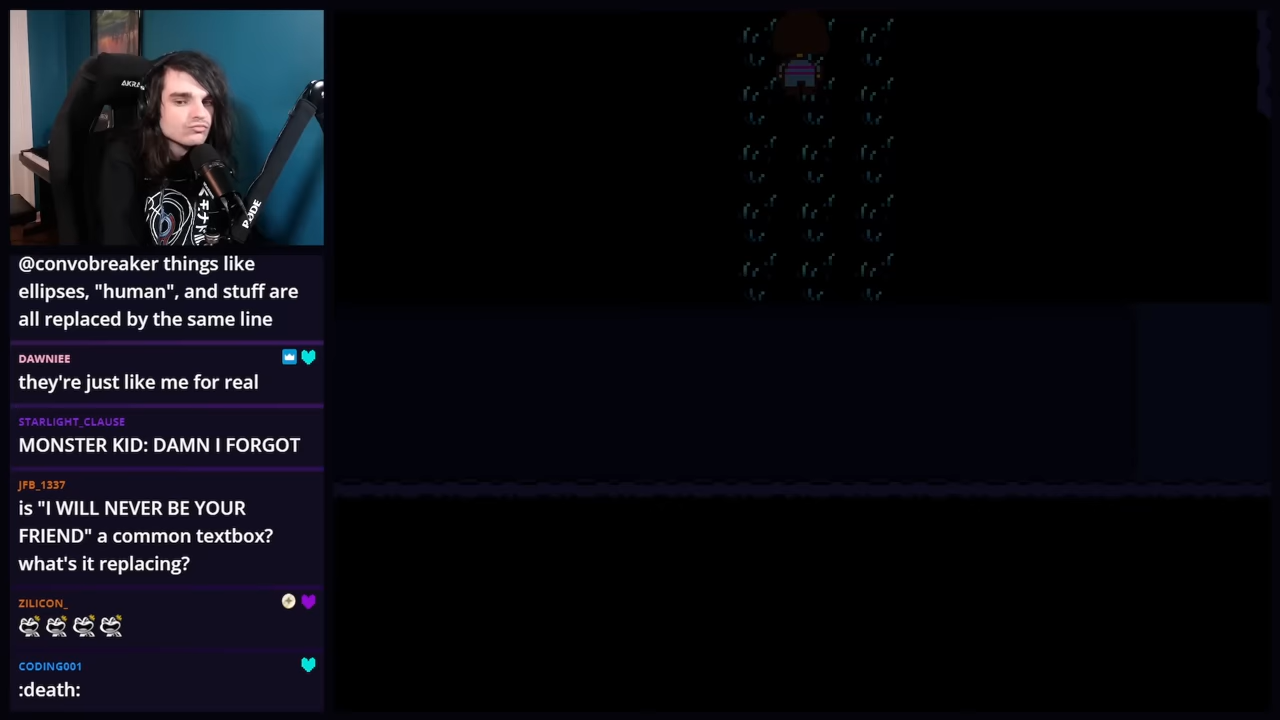 AKRA
RODE
@convobreaker things like
ellipses, "human", and stuff are
all replaced by the same line
DAWNIEE
they're just like me for real
STARLIGHT_CLAUSE
MONSTER KID: DAMN I FORGOT
JFB_1337
is "I WILL NEVER BE YOUR
FRIEND" a common textbox?
what's it replacing?
ZILICON_
CODING001
:death: